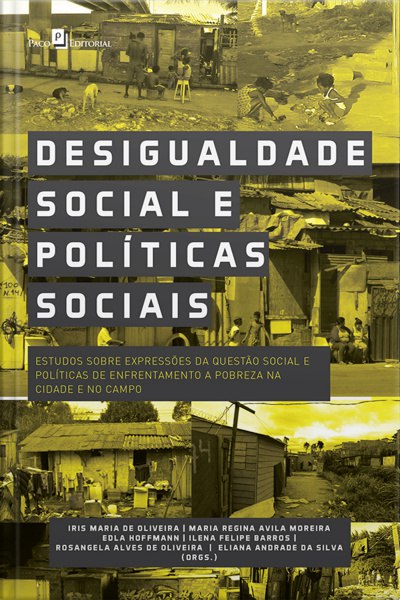 PACO EDITORIAL
DESIGUALDADE
SOCIAL E
POLÍTICAS
SOCIAIS
ESTUDOS SOBRE EXPRESSÕES DA QUESTÃO SOCIAL E
POLÍTICAS DE ENFRENTAMENTO A POBREZA NA
CIDADE E NO CAMPO
IRIS MARIA DE OLIVEIRA | MARIA REGINA AVILA MOREIRA
EDLA HOFFMANN | ILENA FELIPE BARROS |
ROSANGELA ALVES DE OLIVEIRA | ELIANA ANDRADE DA SILVA
(ORGS.)